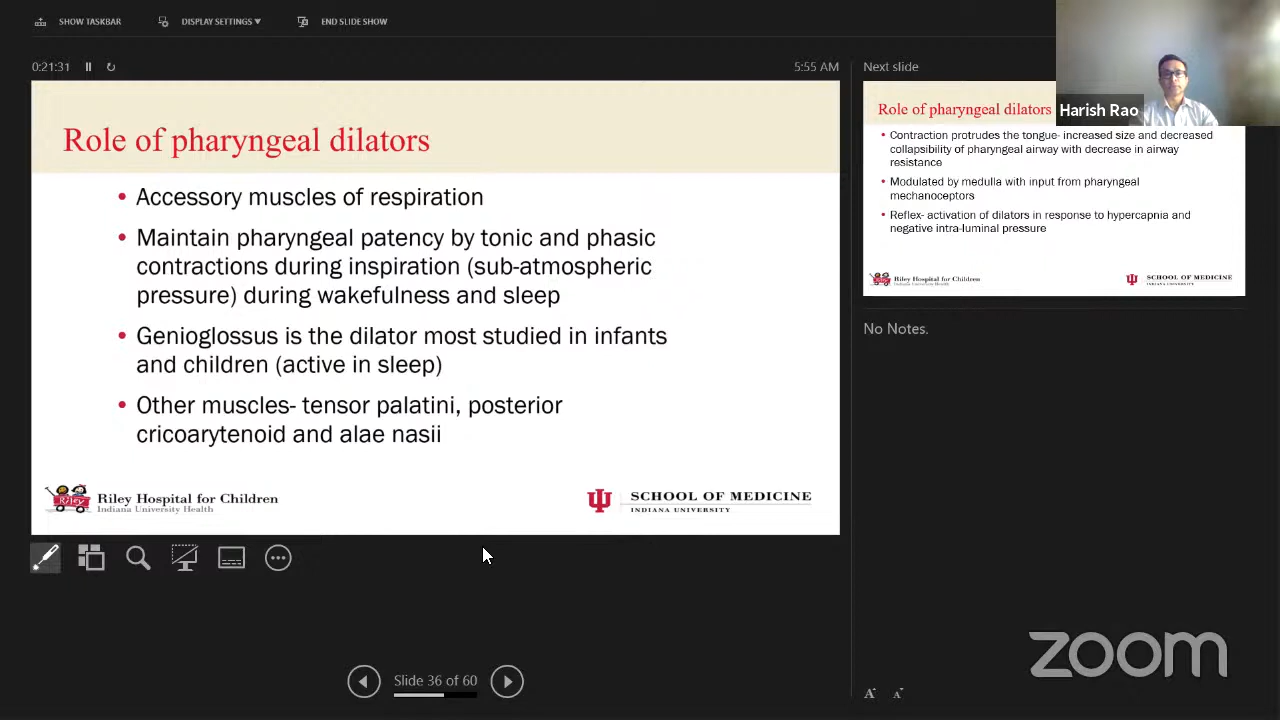 SHOW TASKBAR
DISPLAY SETTINGS
END SLIDE SHOW
0:21:31
5:55 AM
Role of pharyngeal dilators
• Accessory muscles of respiration
• Maintain pharyngeal patency by tonic and phasic
contractions during inspiration (sub-atmospheric
pressure) during wakefulness and sleep
• Genioglossus is the dilator most studied in infants
and children (active in sleep)
• Other muscles- tensor palatini, posterior
cricoarytenoid and alae nasii
Riley
Riley Hospital for Children
Indiana University Health
SCHOOL OF MEDICINE
INDIANA UNIVERSITY
Slide 36 of 60
Next slide
Harish Rao
Role of pharyngeal dilators
• Contraction protrudes the tongue- increased size and decreased
collapsibility of pharyngeal airway with decrease in airway
resistance
• Modulated by medulla with input from pharyngeal
mechanoceptors
• Reflex- activation of dilators in response to hypercapnia and
negative intra-luminal pressure
Riley Hospital for Children
Indiana University Health
SCHOOL OF MEDICINE
INDIANA UNIVERSITY
No Notes.
zoom
A A